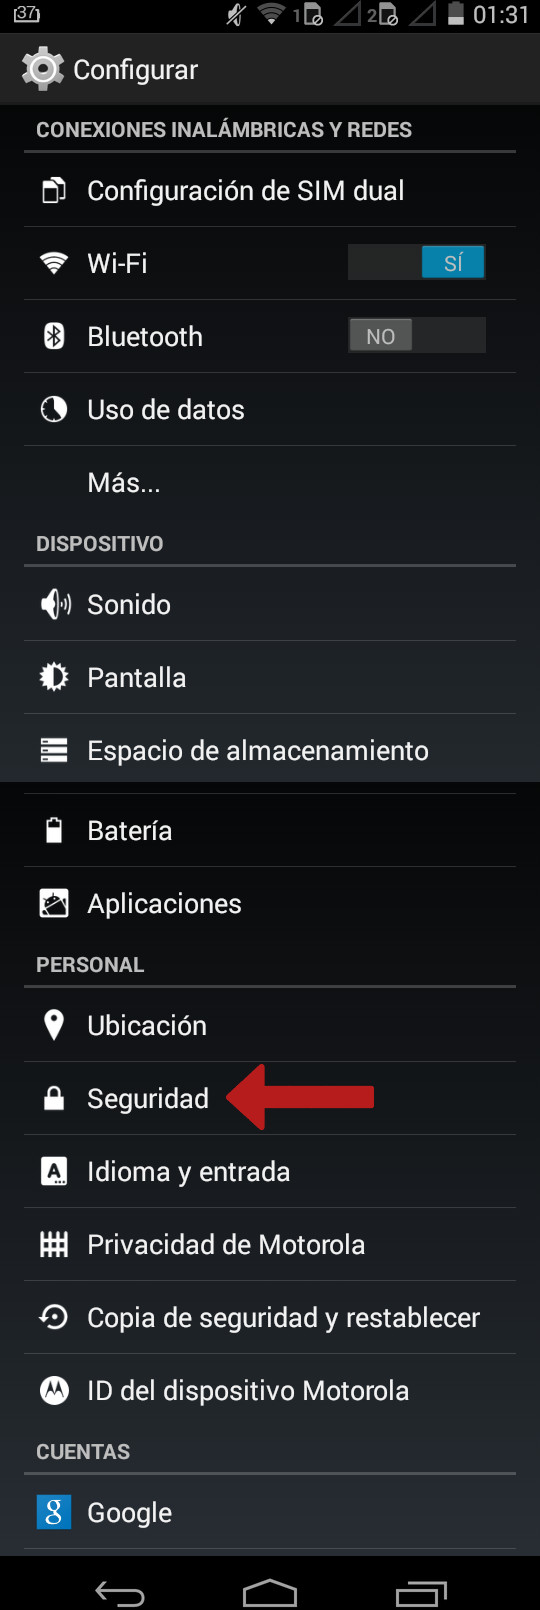 37
1
2
01:31
Configurar
CONEXIONES INALÁMBRICAS Y REDES
Configuración de SIM dual
Wi-Fi
SÍ
Bluetooth
NO
Uso de datos
Más...
DISPOSITIVO
Sonido
Pantalla
Espacio de almacenamiento
Batería
Aplicaciones
PERSONAL
Ubicación
Seguridad
Idioma y entrada
Privacidad de Motorola
Copia de seguridad y restablecer
ID del dispositivo Motorola
CUENTAS
Google